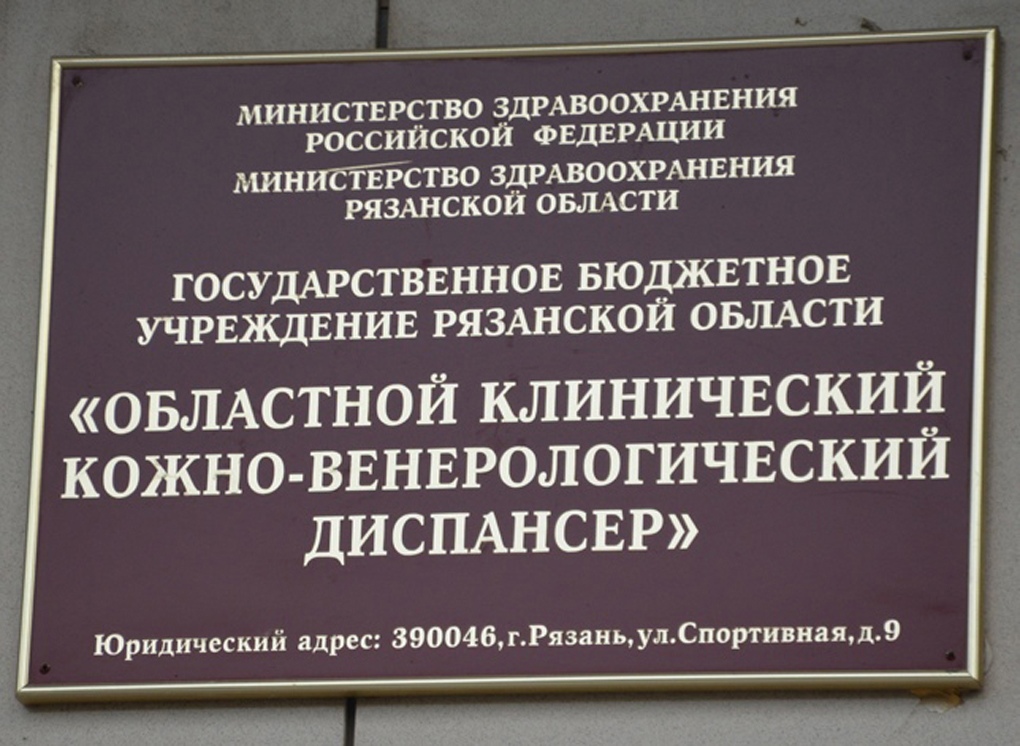 МИНИСТЕРСТВО ЗДРАВООХРАНЕНИЯ
РОССИЙСКОЙ ФЕДЕРАЦИИ
МИНИСТЕРСТВО ЗДРАВООХРАНЕНИЯ
РЯЗАНСКОЙ ОБЛАСТИ
ГОСУДАРСТВЕННОЕ БЮДЖЕТНОЕ
УЧРЕЖДЕНИЕ РЯЗАНСКОЙ ОБЛАСТИ
«ОБЛАСТНОЙ КЛИНИЧЕСКИЙ
КОЖНО-ВЕНЕРОЛОГИЧЕСКИЙ
ДИСПАНСЕР»
Юридический адрес: 390046,г.Рязань,ул.Спортивная,д.9